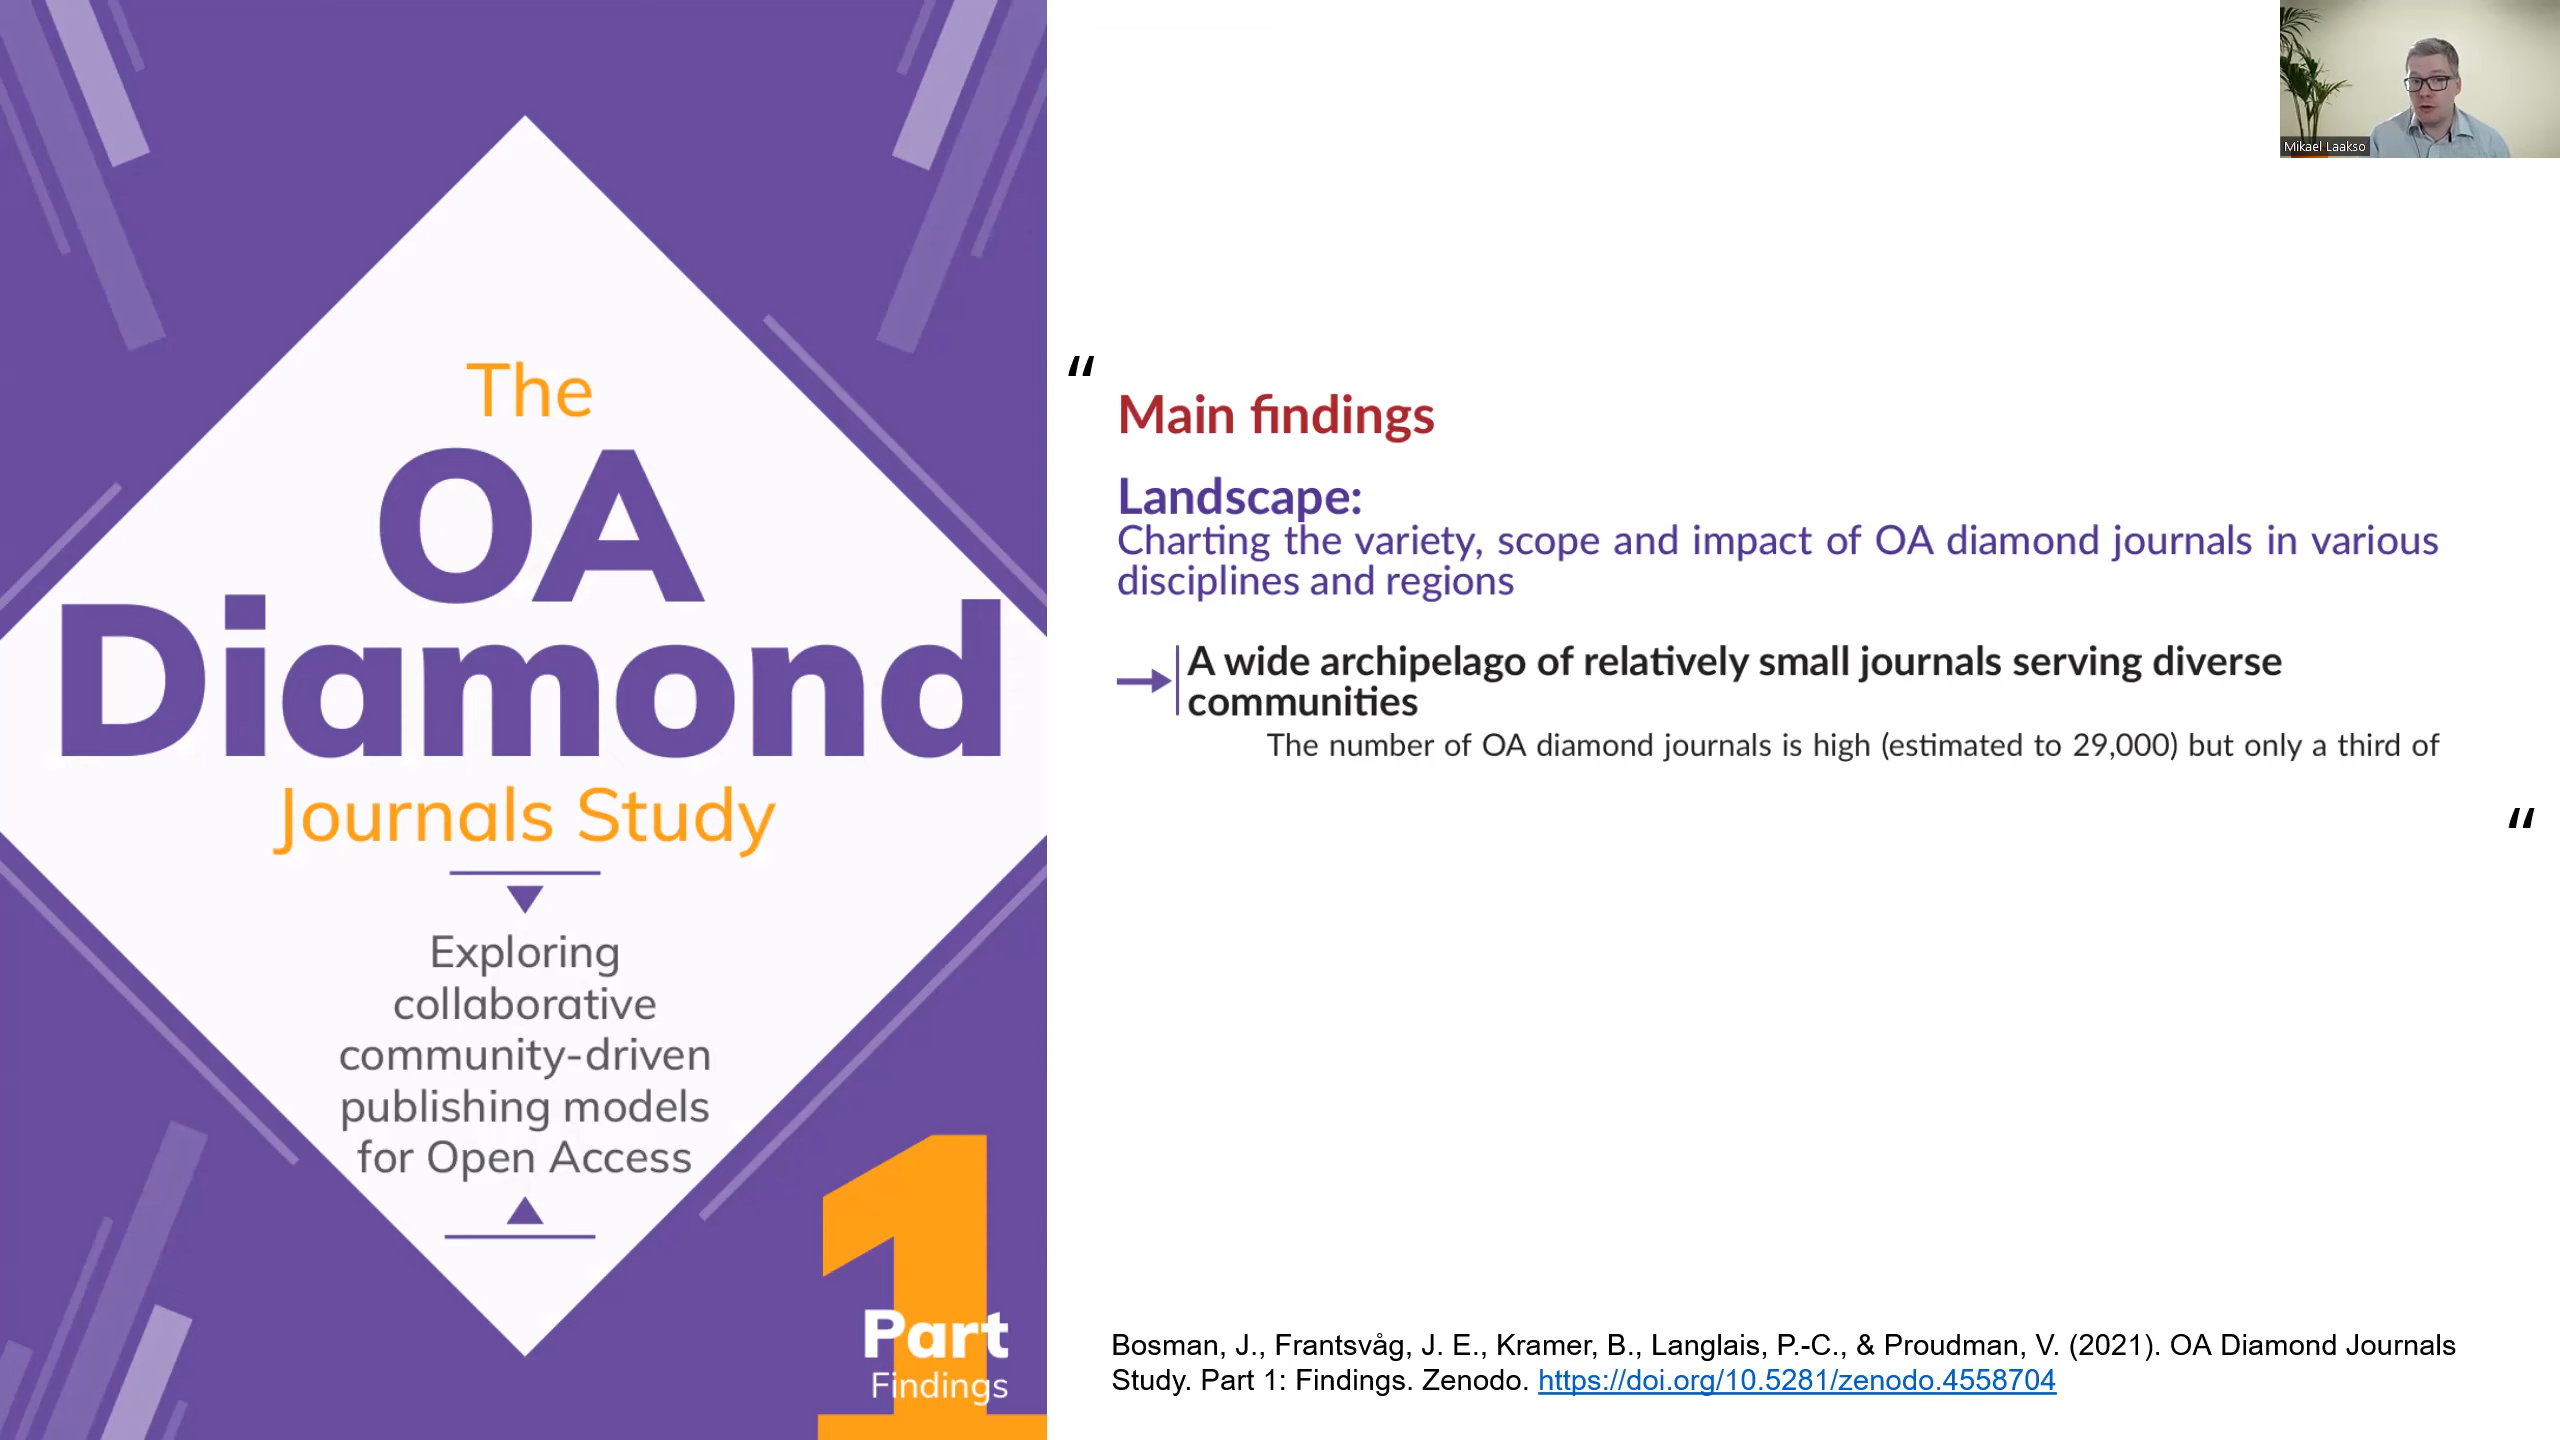 The
OA
Diamond
Journals Study
Exploring
collaborative
community-driven
publishing models
for Open Access
1
Part
Findings
“
Main findings
Landscape:
Charting the variety, scope and impact of OA diamond journals in various
disciplines and regions
A wide archipelago of relatively small journals serving diverse
communities
The number of OA diamond journals is high (estimated to 29,000) but only a third of
“
Bosman, J., Frantsvåg, J. E., Kramer, B., Langlais, P.-C., & Proudman, V. (2021). OA Diamond Journals
Study. Part 1: Findings. Zenodo. https://doi.org/10.5281/zenodo.4558704
Mikael Laakso